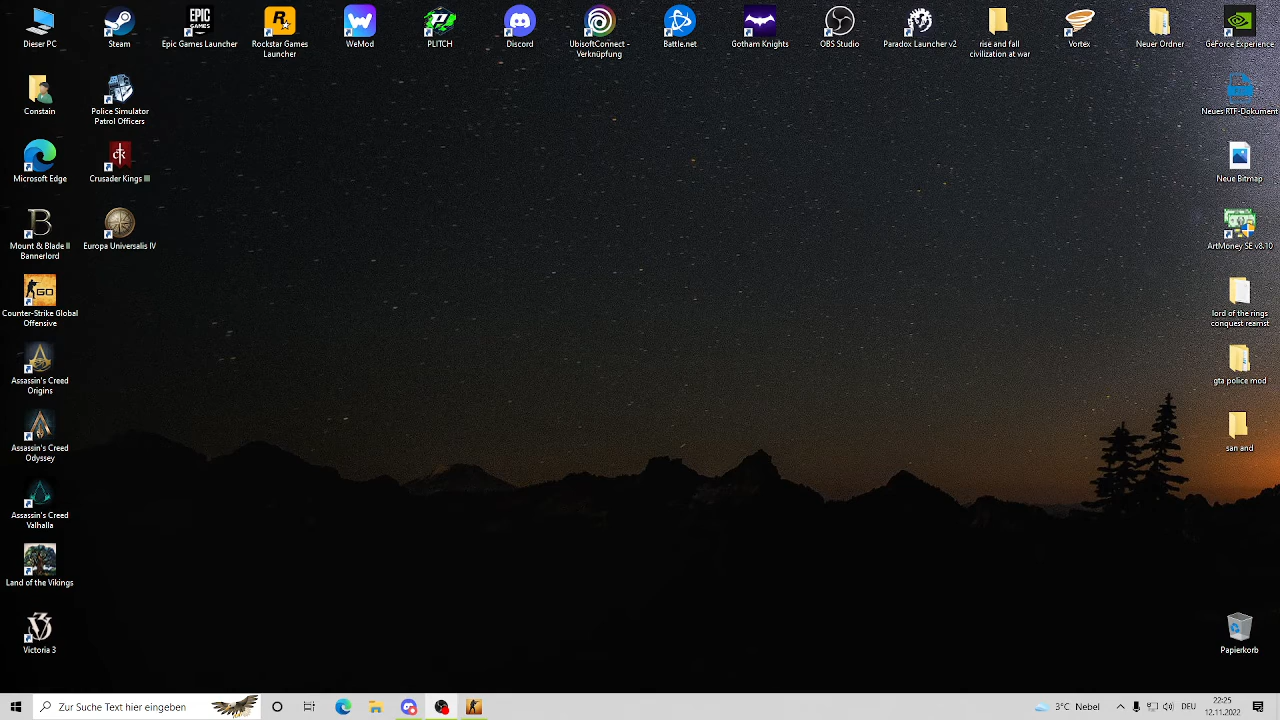 Dieser PC
Steam
EPIC
GAMES
Epic Games Launcher
Rockstar Games
Launcher
WeMod
PLITCH
Discord
UbisoftConnect -
Verknüpfung
Battle.net
Gotham Knights
OBS Studio
Paradox Launcher v2
rise and fall
civilization at war
Vortex
Neuer Ordner
GeForce Experience
Constain
Police Simulator
Patrol Officers
Neues RTF-Dokument
Microsoft Edge
Crusader Kings III
Neue Bitmap
Mount & Blade II
Bannerlord
Europa Universalis IV
ArtMoney SE v8.10
GO
Counter-Strike Global
Offensive
lord of the rings
conquest reamst
Assassin's Creed
Origins
gta police mod
Assassin's Creed
Odyssey
san and
Assassin's Creed
Valhalla
Land of the Vikings
Victoria 3
Papierkorb
Zur Suche Text hier eingeben
3°C Nebel
DEU
22:25
12.11.2022